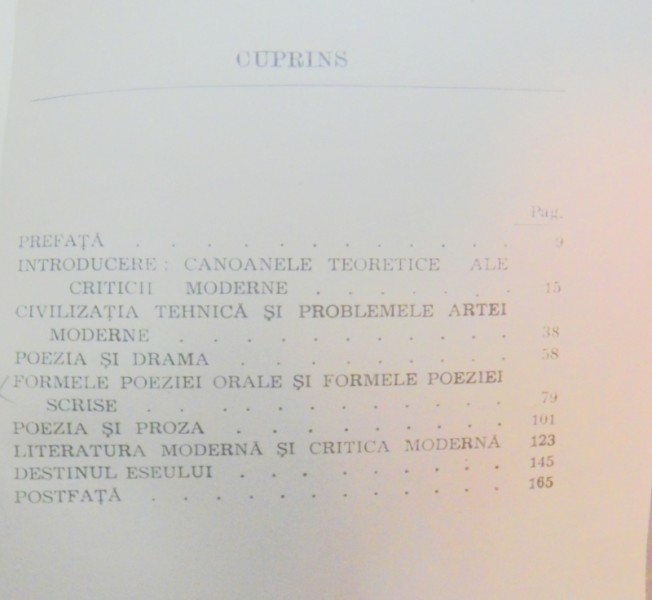 CUPRINS
Pag.
PREFAȚĂ . . . . . . . . . . . . 9
INTRODUCERE: CANOANELE TEORETICE ALE
CRITICII MODERNE . . . . . . . 15
CIVILIZAȚIA TEHNICĂ ȘI PROBLEMELE ARTEI
MODERNE . . . . . . . . . . . 38
POEZIA ȘI DRAMA . . . . . . . . . 58
FORMELE POEZIEI ORALE ȘI FORMELE POEZIEI
SCRISE . . . . . . . . . . . 79
POEZIA ȘI PROZA . . . . . . . . . 101
LITERATURA MODERNĂ ȘI CRITICA MODERNĂ 123
DESTINUL ESEULUI . . . . . . . . 145
POSTFAȚĂ . . . . . . . . . . . 165